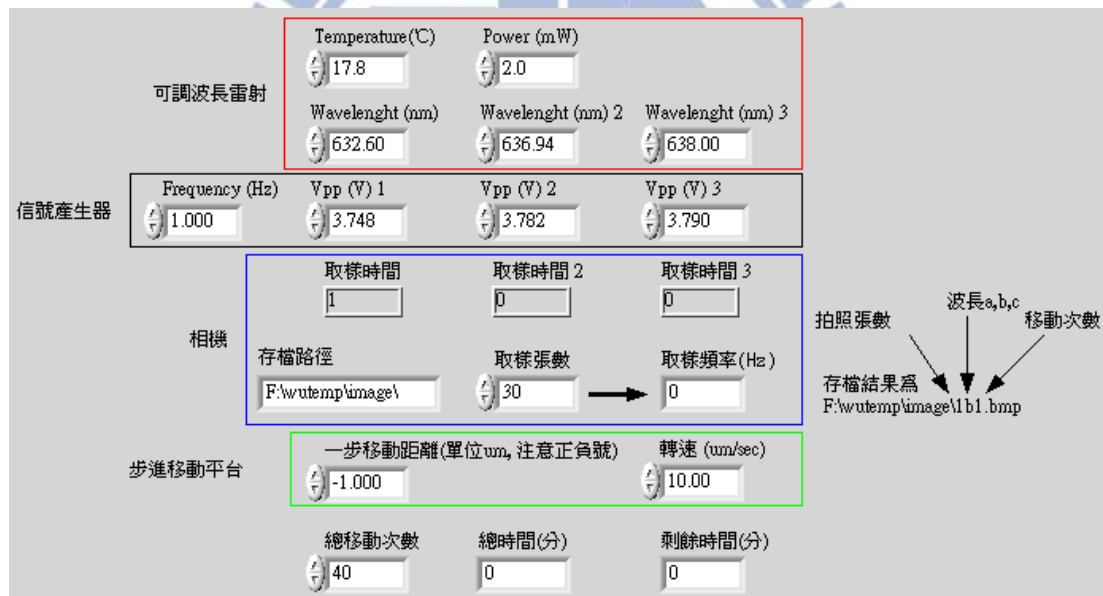 Temperature(℃) Power (mW)
17.8 2.0
可調波長雷射
Wavelenght (nm) Wavelenght (nm) 2 Wavelenght (nm) 3
632.60 636.94 638.00
Frequency (Hz) Vpp (V) 1 Vpp (V) 2 Vpp (V) 3
信號產生器 1.000 3.748 3.782 3.790
取樣時間 取樣時間 2 取樣時間 3
1 0 0
波長a,b,c
拍照張數 移動次數
相機
存檔路徑 取樣張數 取樣頻率(Hz)
F:\wutemp\image\ 30 0
存檔結果為
F:\wutemp\image\1b1.bmp
一步移動距離(單位um, 注意正負號) 轉速 (um/sec)
步進移動平台
-1.000 10.00
總移動次數 總時間(分) 剩餘時間(分)
40 0 0